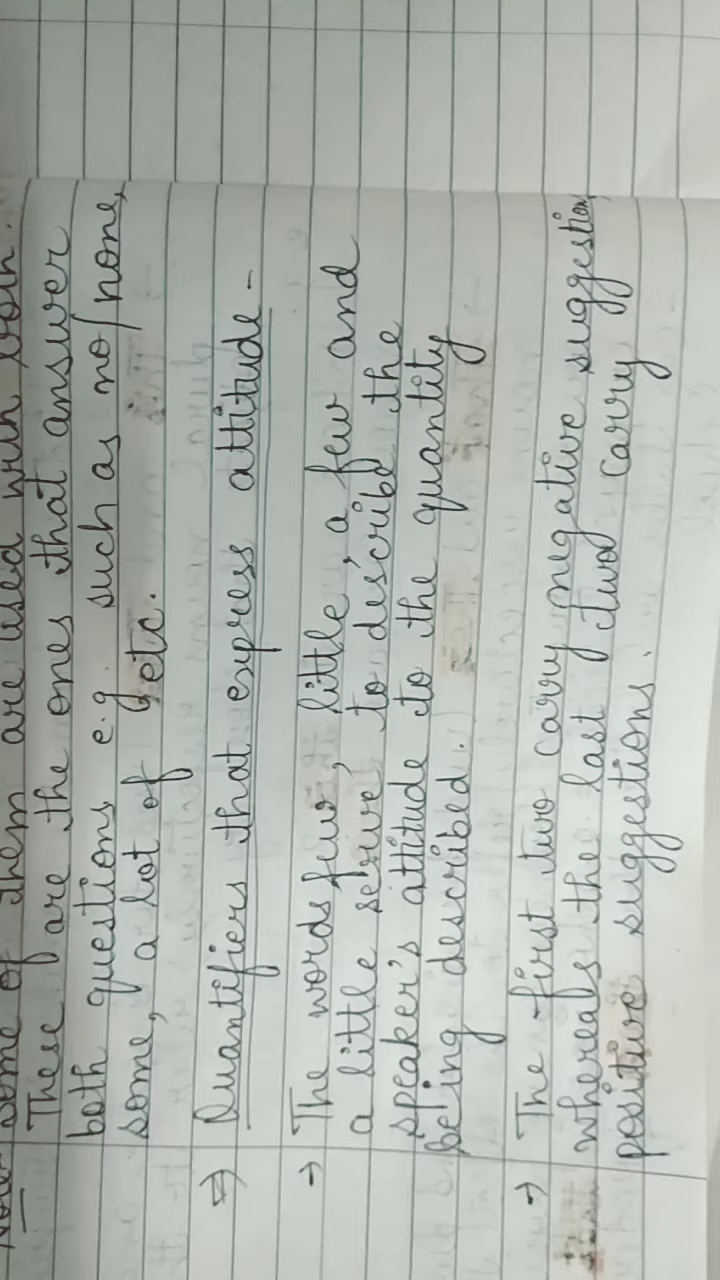 Note- Some of them are used with both.
These are the ones that answer
both questions e.g. such as no/none,
some, a lot of etc.
⇒ Quantifiers that express attitude-
→ The words few, little, a few and
a little serve to describe the
speaker's attitude to the quantity
being described.
→ The first two carry negative suggestion,
whereas the last two carry
positive suggestions.